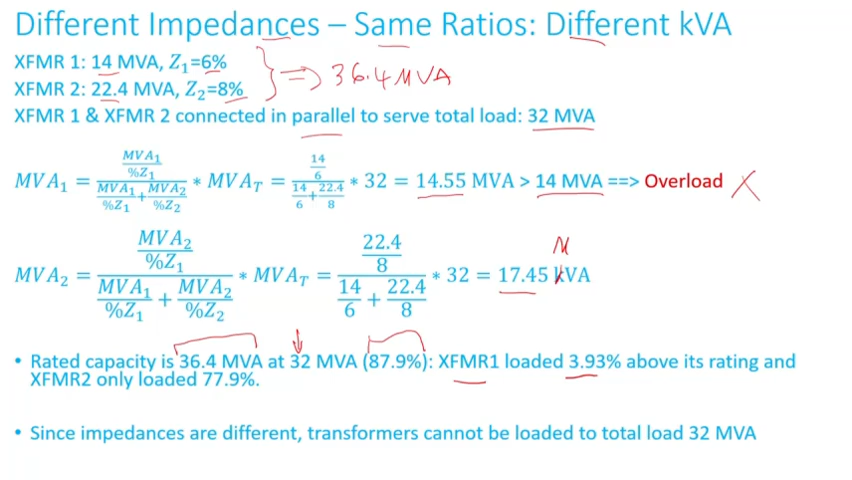 Different Impedances – Same Ratios: Different kVA
XFMR 1: 14 MVA, Z₁=6%
XFMR 2: 22.4 MVA, Z₂=8%
⟹ 36.4 MVA
XFMR 1 & XFMR 2 connected in parallel to serve total load: 32 MVA
MVA₁ = (MVA₁/%Z₁)/(MVA₁/%Z₁ + MVA₂/%Z₂) * MVA_T = (14/6)/(14/6 + 22.4/8) * 32 = 14.55 MVA > 14 MVA ==> Overload X
M
MVA₂ = (MVA₂/%Z₁)/(MVA₁/%Z₁ + MVA₂/%Z₂) * MVA_T = (22.4/8)/(14/6 + 22.4/8) * 32 = 17.45 kVA
• Rated capacity is 36.4 MVA at 32 MVA (87.9%): XFMR1 loaded 3.93% above its rating and
XFMR2 only loaded 77.9%.
• Since impedances are different, transformers cannot be loaded to total load 32 MVA